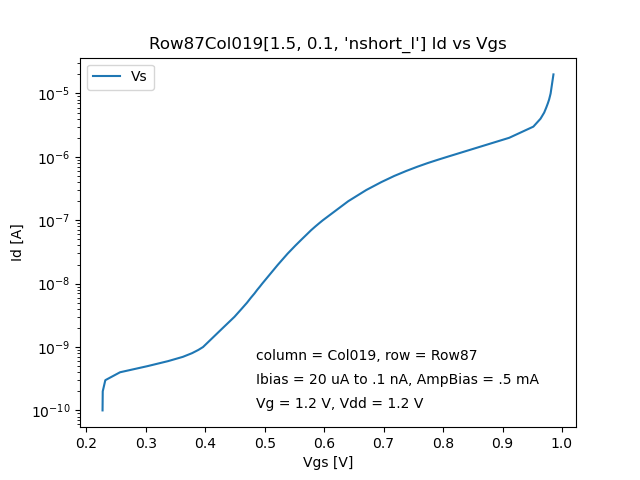 Row87Col019[1.5, 0.1, 'nshort_l'] Id vs Vgs
Vs
Id [A]
10^-5
10^-6
10^-7
10^-8
10^-9
10^-10
column = Col019, row = Row87
Ibias = 20 uA to .1 nA, AmpBias = .5 mA
Vg = 1.2 V, Vdd = 1.2 V
0.2 0.3 0.4 0.5 0.6 0.7 0.8 0.9 1.0
Vgs [V]